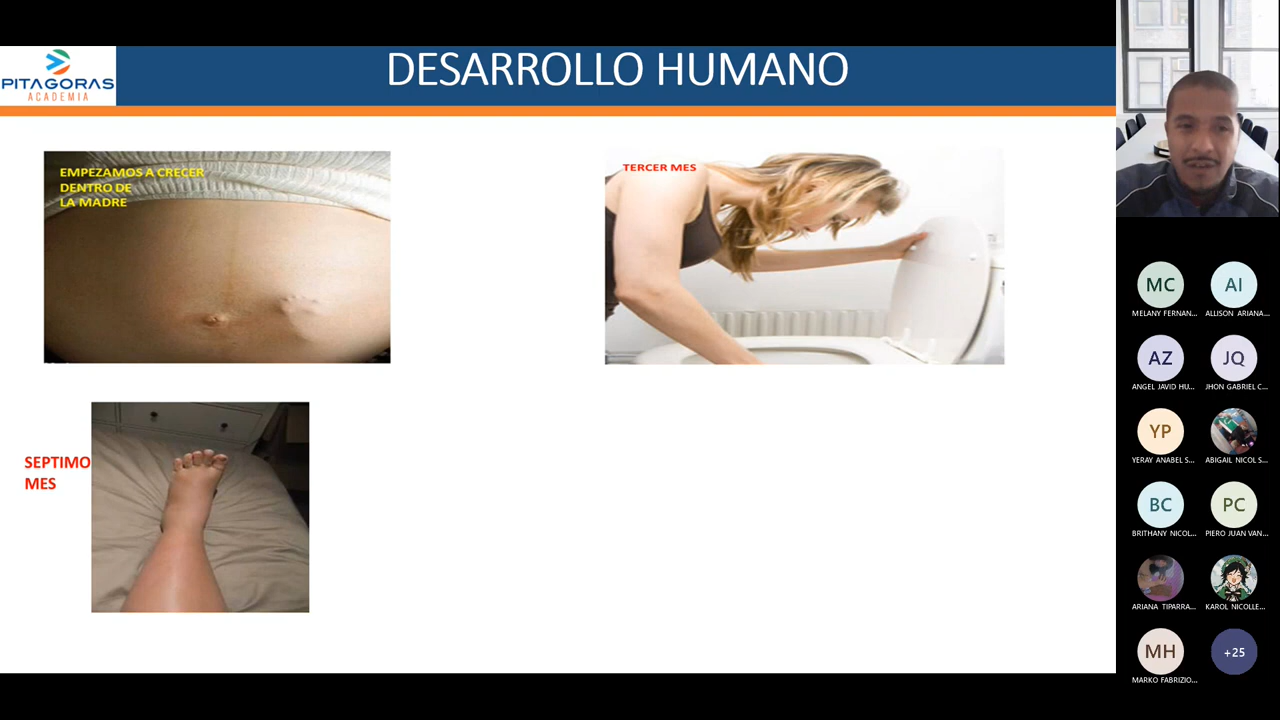 PITAGORAS
ACADEMIA
DESARROLLO HUMANO
EMPEZAMOS A CRECER
DENTRO DE
LA MADRE
TERCER MES
SEPTIMO
MES
MC
AI
MELANY FERNAN...
ALLISON ARIANA...
AZ
JQ
ANGEL JAVID HU...
JHON GABRIEL C...
YP
YERAY ANABEL S...
ABIGAIL NICOL S...
BC
PC
BRITHANY NICOL...
PIERO JUAN VAN...
ARIANA TIPARRA...
KAROL NICOLLE...
MH
+25
MARKO FABRIZIO...